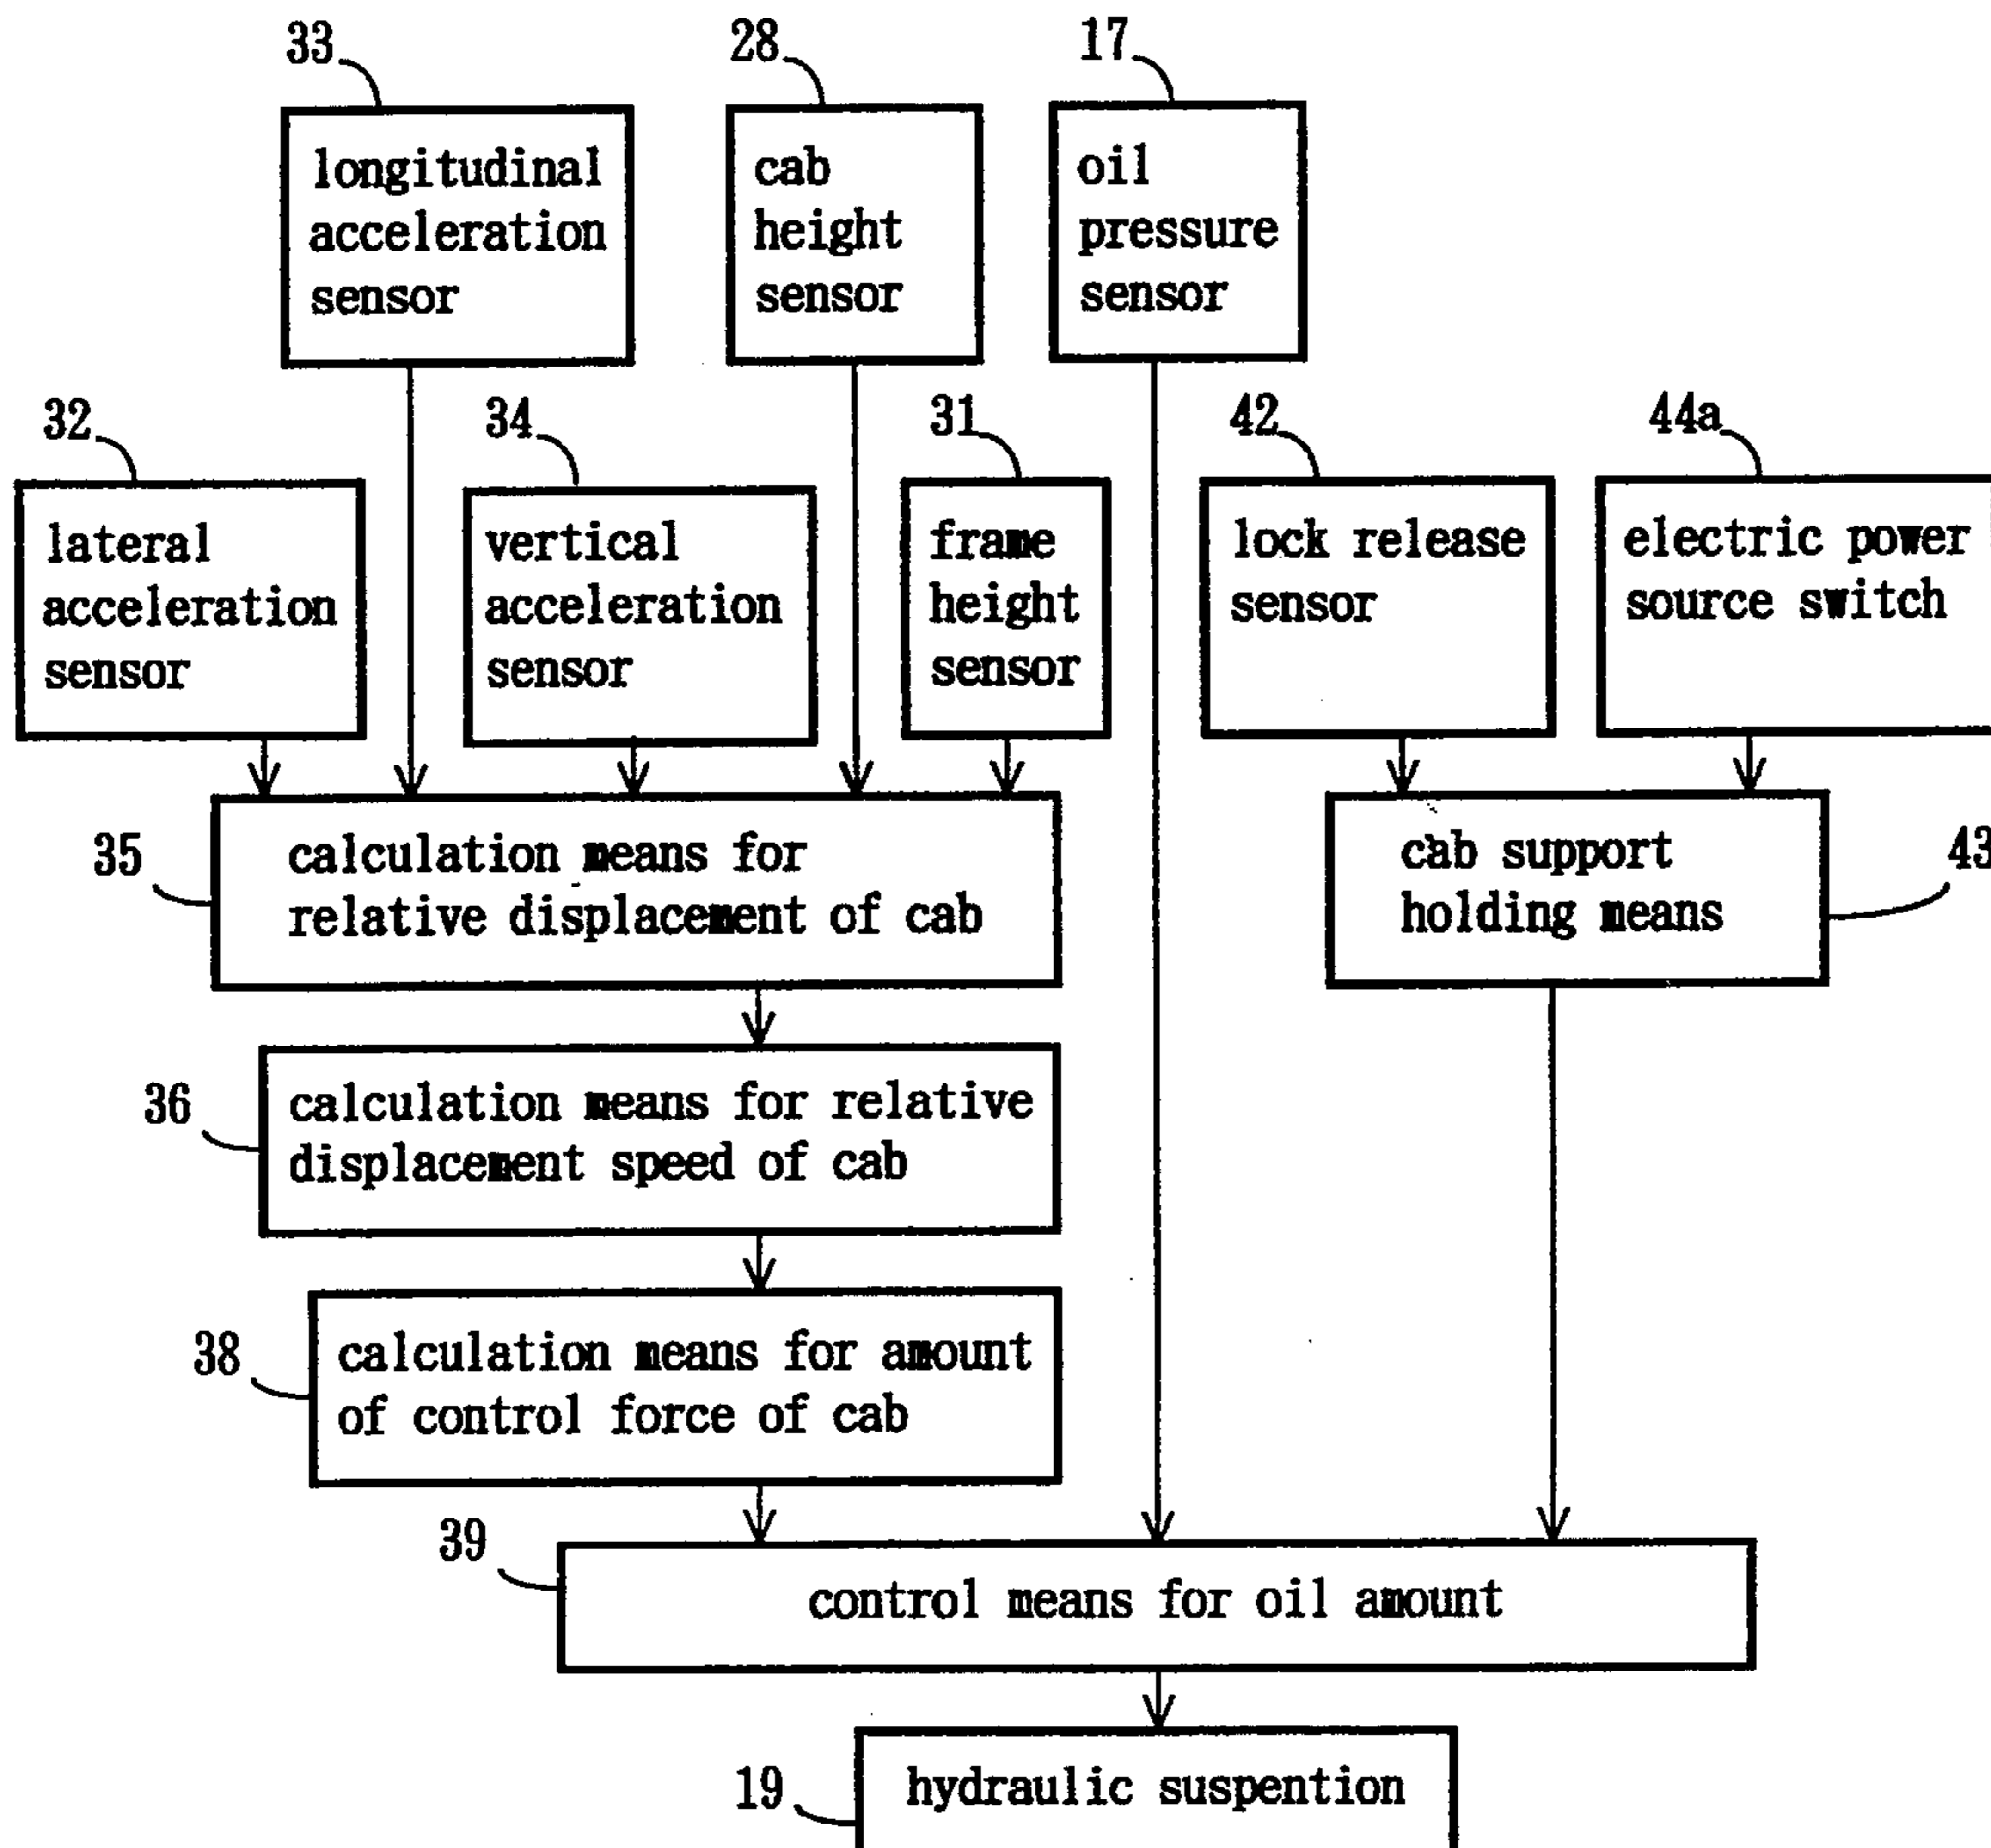 33
28
17
longitudinal
acceleration
sensor
cab
height
sensor
oil
pressure
sensor
32
34
31
42
44a
lateral
acceleration
sensor
vertical
acceleration
sensor
frame
height
sensor
lock release
sensor
electric power
source switch
35
calculation means for
relative displacement of cab
cab support
holding means
43
36
calculation means for relative
displacement speed of cab
38
calculation means for amount
of control force of cab
39
control means for oil amount
19
hydraulic suspention